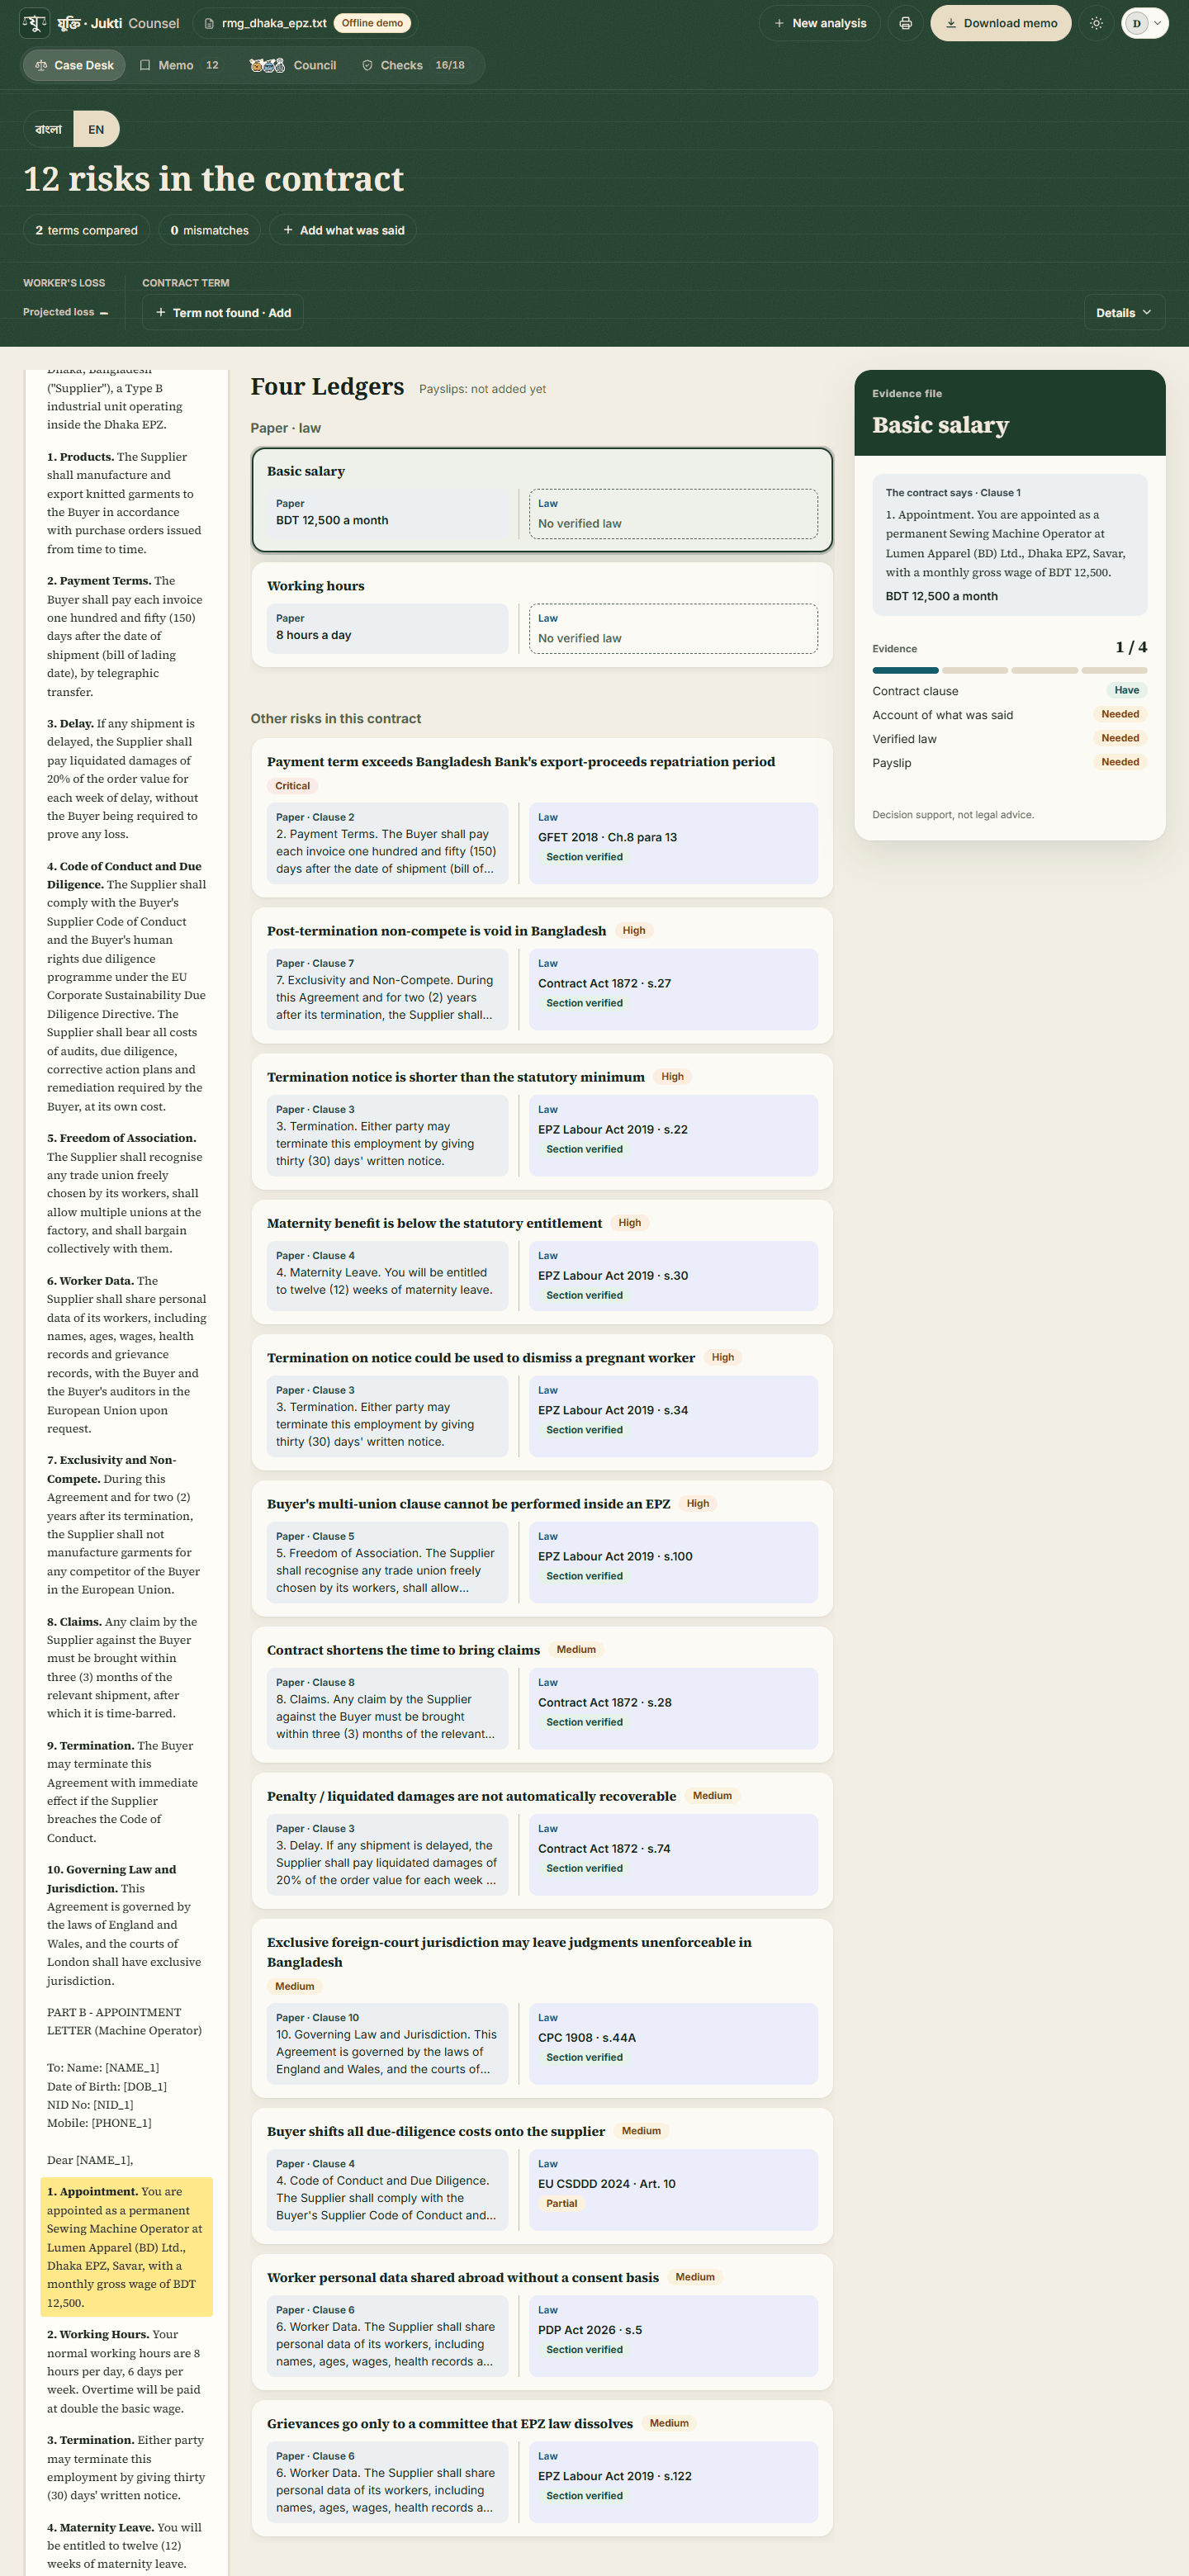 যুক্তি · Jukti Counsel
rmg_dhaka_epz.txt Offline demo
New analysis
Download memo
D
Case Desk
Memo 12
Council
Checks 16/18
বাংলা EN
12 risks in the contract
2 terms compared
0 mismatches
+ Add what was said
WORKER'S LOSS
Projected loss –
CONTRACT TERM
+ Term not found · Add
Details
Dhaka, Bangladesh
("Supplier"), a Type B
industrial unit operating
inside the Dhaka EPZ.
1. Products. The Supplier
shall manufacture and
export knitted garments to
the Buyer in accordance
with purchase orders issued
from time to time.
2. Payment Terms. The
Buyer shall pay each invoice
one hundred and fifty (150)
days after the date of
shipment (bill of lading
date), by telegraphic
transfer.
3. Delay. If any shipment is
delayed, the Supplier shall
pay liquidated damages of
20% of the order value for
each week of delay, without
the Buyer being required to
prove any loss.
4. Code of Conduct and Due
Diligence. The Supplier shall
comply with the Buyer's
Supplier Code of Conduct
and the Buyer's human
rights due diligence
programme under the EU
Corporate Sustainability Due
Diligence Directive. The
Supplier shall bear all costs
of audits, due diligence,
corrective action plans and
remediation required by the
Buyer, at its own cost.
5. Freedom of Association.
The Supplier shall recognise
any trade union freely
chosen by its workers, shall
allow multiple unions at the
factory, and shall bargain
collectively with them.
6. Worker Data. The
Supplier shall share personal
data of its workers, including
names, ages, wages, health
records and grievance
records, with the Buyer and
the Buyer's auditors in the
European Union upon
request.
7. Exclusivity and Non-
Compete. During this
Agreement and for two (2)
years after its termination,
the Supplier shall not
manufacture garments for
any competitor of the Buyer
in the European Union.
8. Claims. Any claim by the
Supplier against the Buyer
must be brought within
three (3) months of the
relevant shipment, after
which it is time-barred.
9. Termination. The Buyer
may terminate this
Agreement with immediate
effect if the Supplier
breaches the Code of
Conduct.
10. Governing Law and
Jurisdiction. This
Agreement is governed by
the laws of England and
Wales, and the courts of
London shall have exclusive
jurisdiction.
PART B - APPOINTMENT
LETTER (Machine Operator)
To: Name: [NAME_1]
Date of Birth: [DOB_1]
NID No: [NID_1]
Mobile: [PHONE_1]
Dear [NAME_1],
1. Appointment. You are
appointed as a permanent
Sewing Machine Operator at
Lumen Apparel (BD) Ltd.,
Dhaka EPZ, Savar, with a
monthly gross wage of BDT
12,500.
2. Working Hours. Your
normal working hours are 8
hours per day, 6 days per
week. Overtime will be paid
at double the basic wage.
3. Termination. Either party
may terminate this
employment by giving thirty
(30) days' written notice.
4. Maternity Leave. You will
be entitled to twelve (12)
weeks of maternity leave.
Four Ledgers Payslips: not added yet
Paper · law
Basic salary
Paper
BDT 12,500 a month
Law
No verified law
Working hours
Paper
8 hours a day
Law
No verified law
Other risks in this contract
Payment term exceeds Bangladesh Bank's export-proceeds repatriation period
Critical
Paper · Clause 2
2. Payment Terms. The Buyer shall pay
each invoice one hundred and fifty (150)
days after the date of shipment (bill of...
Law
GFET 2018 · Ch.8 para 13
Section verified
Post-termination non-compete is void in Bangladesh High
Paper · Clause 7
7. Exclusivity and Non-Compete. During
this Agreement and for two (2) years
after its termination, the Supplier shall...
Law
Contract Act 1872 · s.27
Section verified
Termination notice is shorter than the statutory minimum High
Paper · Clause 3
3. Termination. Either party may
terminate this employment by giving
thirty (30) days' written notice.
Law
EPZ Labour Act 2019 · s.22
Section verified
Maternity benefit is below the statutory entitlement High
Paper · Clause 4
4. Maternity Leave. You will be entitled
to twelve (12) weeks of maternity leave.
Law
EPZ Labour Act 2019 · s.30
Section verified
Termination on notice could be used to dismiss a pregnant worker High
Paper · Clause 3
3. Termination. Either party may
terminate this employment by giving
thirty (30) days' written notice.
Law
EPZ Labour Act 2019 · s.34
Section verified
Buyer's multi-union clause cannot be performed inside an EPZ High
Paper · Clause 5
5. Freedom of Association. The Supplier
shall recognise any trade union freely
chosen by its workers, shall allow...
Law
EPZ Labour Act 2019 · s.100
Section verified
Contract shortens the time to bring claims Medium
Paper · Clause 8
8. Claims. Any claim by the Supplier
against the Buyer must be brought
within three (3) months of the relevant...
Law
Contract Act 1872 · s.28
Section verified
Penalty / liquidated damages are not automatically recoverable Medium
Paper · Clause 3
3. Delay. If any shipment is delayed, the
Supplier shall pay liquidated damages of
20% of the order value for each week ...
Law
Contract Act 1872 · s.74
Section verified
Exclusive foreign-court jurisdiction may leave judgments unenforceable in
Bangladesh
Medium
Paper · Clause 10
10. Governing Law and Jurisdiction. This
Agreement is governed by the laws of
England and Wales, and the courts of...
Law
CPC 1908 · s.44A
Section verified
Buyer shifts all due-diligence costs onto the supplier Medium
Paper · Clause 4
4. Code of Conduct and Due Diligence.
The Supplier shall comply with the
Buyer's Supplier Code of Conduct and...
Law
EU CSDDD 2024 · Art. 10
Partial
Worker personal data shared abroad without a consent basis Medium
Paper · Clause 6
6. Worker Data. The Supplier shall share
personal data of its workers, including
names, ages, wages, health records a...
Law
PDP Act 2026 · s.5
Section verified
Grievances go only to a committee that EPZ law dissolves Medium
Paper · Clause 6
6. Worker Data. The Supplier shall share
personal data of its workers, including
names, ages, wages, health records a...
Law
EPZ Labour Act 2019 · s.122
Section verified
Evidence file
Basic salary
The contract says · Clause 1
1. Appointment. You are appointed as a
permanent Sewing Machine Operator at
Lumen Apparel (BD) Ltd., Dhaka EPZ, Savar,
with a monthly gross wage of BDT 12,500.
BDT 12,500 a month
Evidence 1 / 4
Contract clause Have
Account of what was said Needed
Verified law Needed
Payslip Needed
Decision support, not legal advice.